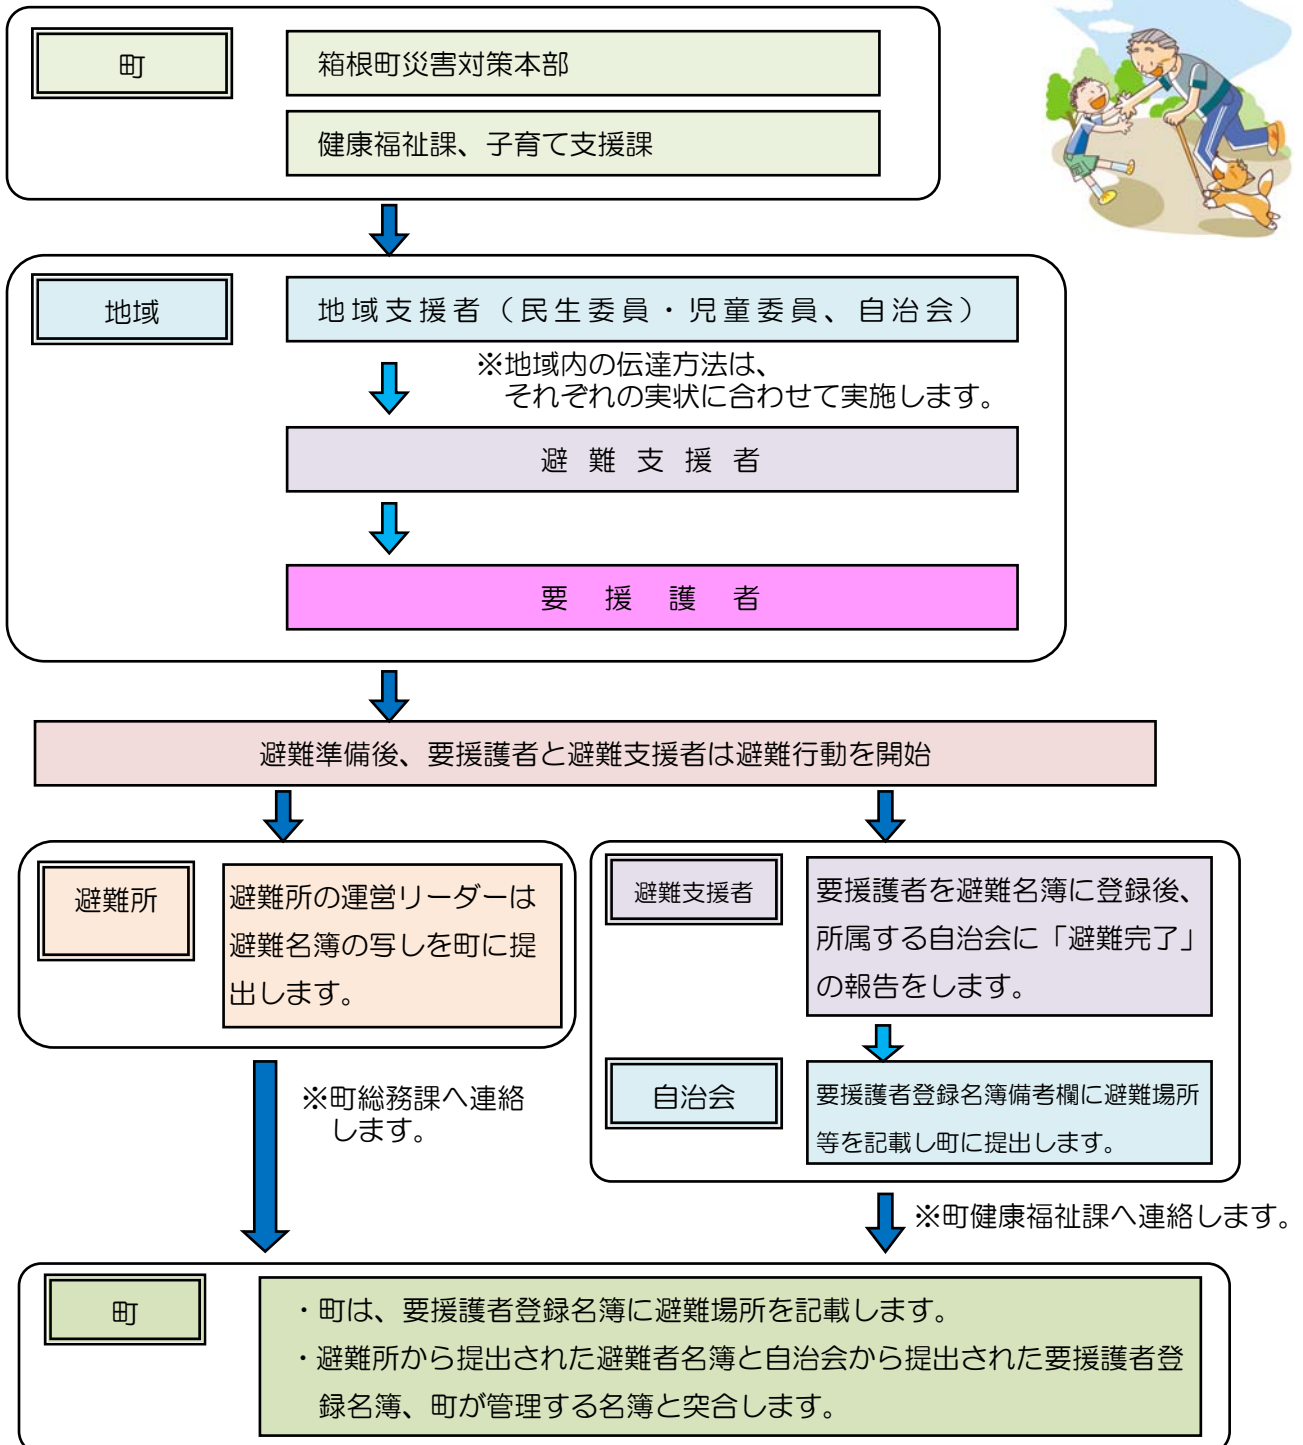 町
箱根町災害対策本部
健康福祉課、子育て支援課
地域
地域支援者（民生委員・児童委員、自治会）
※地域内の伝達方法は、
それぞれの実状に合わせて実施します。
避難支援者
要援護者
避難準備後、要援護者と避難支援者は避難行動を開始
避難所
避難所の運営リーダーは
避難名簿の写しを町に提
出します。
※町総務課へ連絡
します。
避難支援者
要援護者を避難名簿に登録後、
所属する自治会に「避難完了」
の報告をします。
自治会
要援護者登録名簿備考欄に避難場所
等を記載し町に提出します。
※町健康福祉課へ連絡します。
町
・町は、要援護者登録名簿に避難場所を記載します。
・避難所から提出された避難者名簿と自治会から提出された要援護者登
録名簿、町が管理する名簿と突合します。